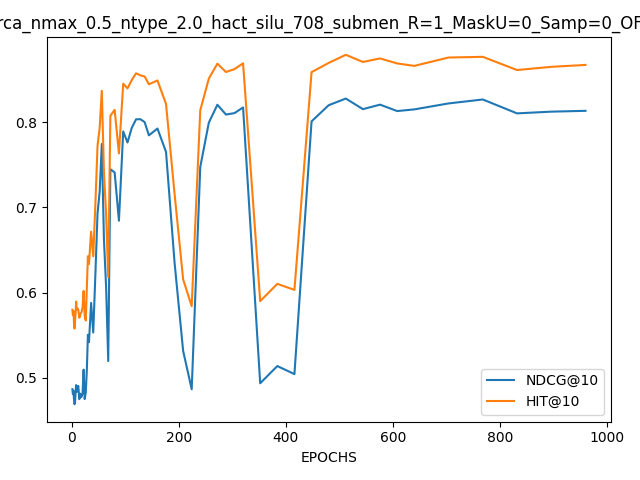 rca_nmax_0.5_ntype_2.0_hact_silu_708_submen_R=1_MaskU=0_Samp=0_OF
0.8
0.7
0.6
0.5
NDCG@10
HIT@10
0 200 400 600 800 1000
EPOCHS